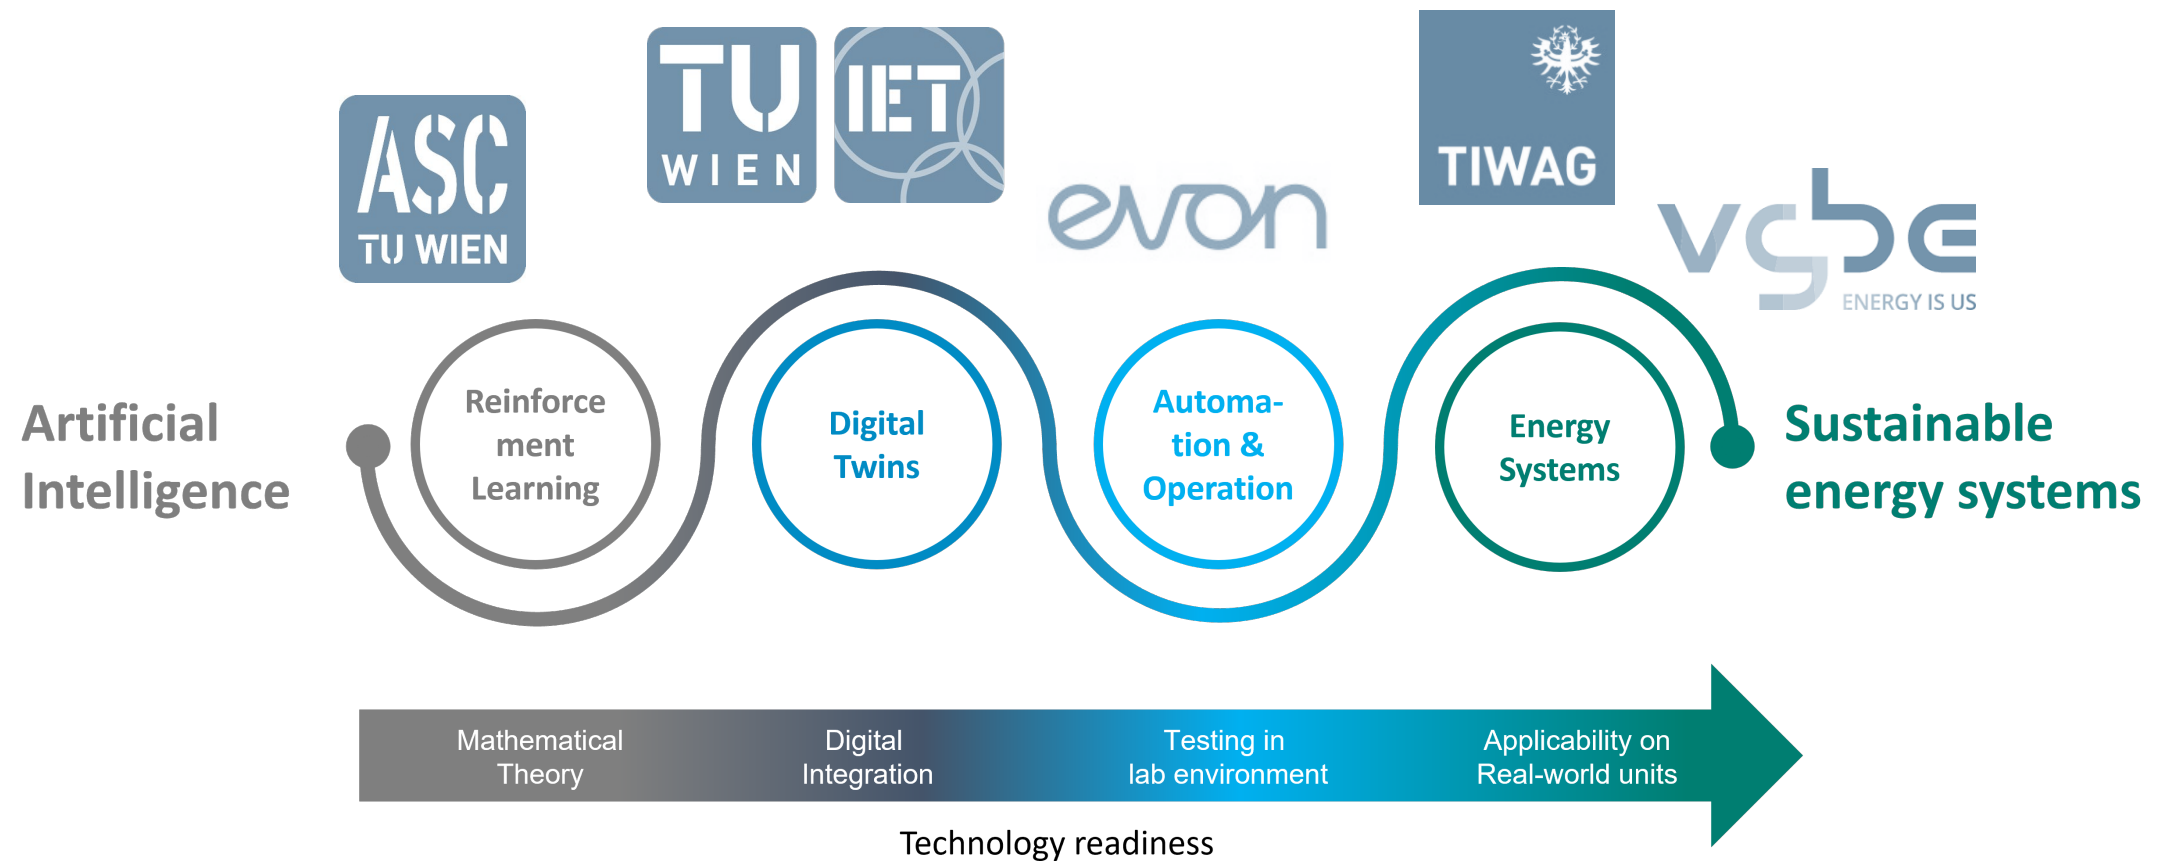 ASC
TU WIEN
TU
WIEN
IET
evon
TIWAG
vgbe
ENERGY IS US
Artificial
Intelligence
Reinforce
ment
Learning
Digital
Twins
Automa-
tion &
Operation
Energy
Systems
Sustainable
energy systems
Mathematical
Theory
Digital
Integration
Testing in
lab environment
Applicability on
Real-world units
Technology readiness